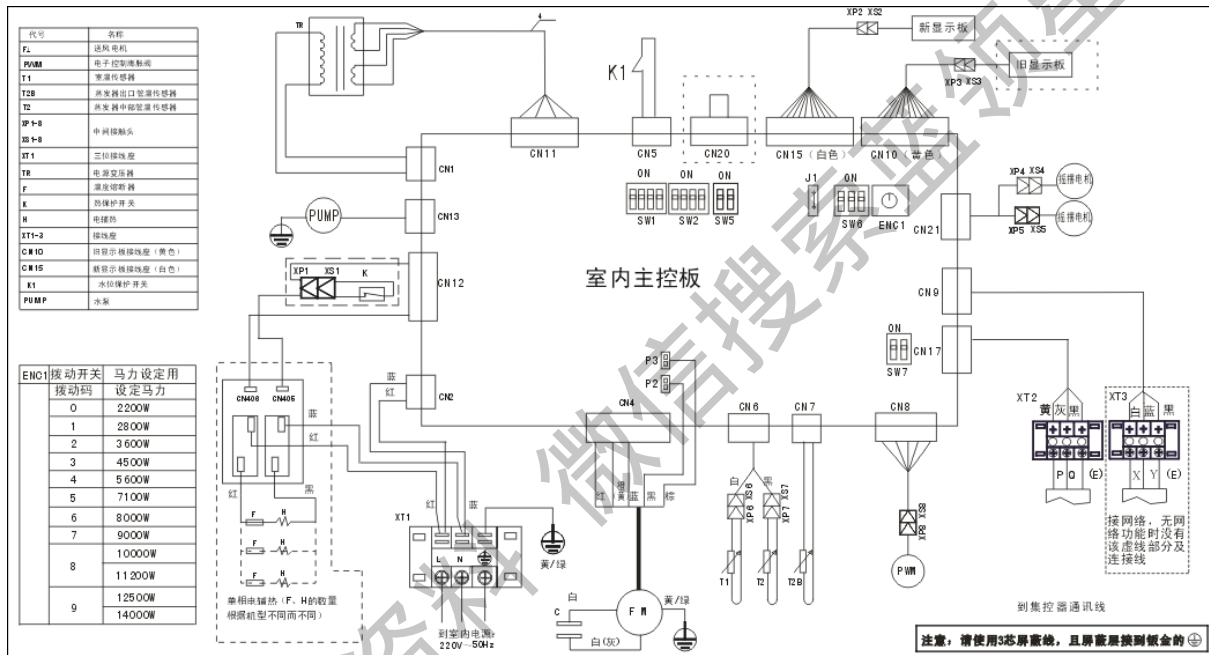 代号 名称
F⊥ 送风电机
PWM 电子控制膨胀阀
T1 室温传感器
T2B 蒸发器出口管温传感器
T2 蒸发器中部管温传感器
XP1-8
XS1-8 中间接触头
XT1 三位接线座
TR 电源变压器
F 温度熔断器
K 热保护开关
H 电辅热
XT1-3 接线座
CN10 旧显示板接线座(黄色)
CN15 新显示板接线座(白色)
K1 水位保护开关
PUMP 水泵
ENC1 拨动开关 马力设定用
拨动码 设定马力
0 2200W
1 2800W
2 3600W
3 4500W
4 5600W
5 7100W
6 8000W
7 9000W
8 10000W
11200W
9 12500W
14000W
TR
4
K1
XP2 XS2
新显示板
XP3 XS3
旧显示板
CN11
CN5
CN20
CN15(白色)
CN10(黄色)
CN1
CN13
PUMP
XP1 XS1 K
CN12
CN2
ON ON ON
SW1 SW2 SW5
J1
ON
SW6 ENC1
CN21
XP4 XS4
摇摆电机
XP5 XS5
摇摆电机
室内主控板
CN9
ON
SW7
CN17
P3
P2
CN4
CN6
CN7
CN8
蓝
红
CN406 CN405
蓝
红
红 黑
F H
F H
F H
单相电辅热(F、H的数量
根据机型不同而不同)
XT1
红 蓝
L N
黄/绿
到室内电源:
220V~50Hz
红 (黄 蓝 黑 棕
橙
白
C
白(灰)
FM
黄/绿
白 黑
XP6 XS6
XP7 XS7
T1 T2 T2B
XP8 XS8
PWM
XT2
黄 灰 黑
P Q (E)
XT3
白 蓝 黑
X Y (E)
接网络,无网
络功能时没有
该虚线部分及
连接线
到集控器通讯线
注意:请使用3芯屏蔽线,且屏蔽层接到钣金的
资料 微信搜索蓝领星